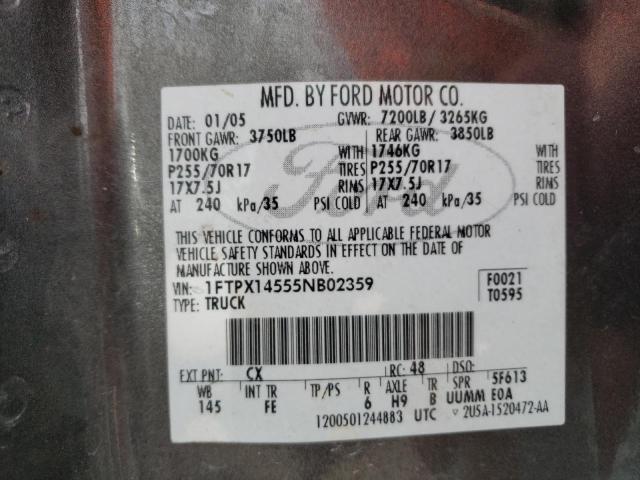 MFD. BY FORD MOTOR CO.
DATE: 01/05 GVWR: 7200LB/ 3265KG
FRONT GAWR: 3750LB REAR GAWR: 3850LB
1700KG WITH 1746KG WITH
P255/70R17 TIRES P255/70R17 TIRES
17X7.5J RIMS 17X7.5J RIMS
AT 240 kPa/35 PSI COLD AT 240 kPa/35 PSI COLD
Ford
THIS VEHICLE CONFORMS TO ALL APPLICABLE FEDERAL MOTOR
VEHICLE SAFETY STANDARDS IN EFFECT ON THE DATE OF
MANUFACTURE SHOWN ABOVE.
VIN: 1FTPX14555NB02359 F0021
TYPE: TRUCK T0595
EXT PNT: CX RC: 48 DSO:
WB INT TR TP/PS R AXLE TR SPR 5F613
145 FE 6 H9 B UUMM E0A
1200501244883 UTC 2U5A-1520472-AA